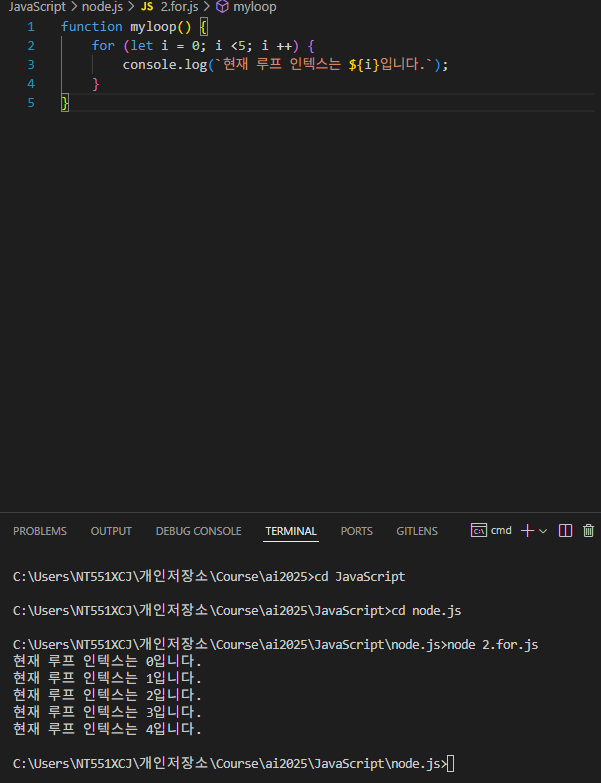 JavaScript > node.js > JS 2.for.js > myloop
1 function myloop() {
2 for (let i = 0; i <5; i ++) {
3 console.log(`현재 루프 인텍스는 ${i}입니다.`);
4 }
5 }
PROBLEMS OUTPUT DEBUG CONSOLE TERMINAL PORTS GITLENS cmd
C:\Users\NT551XCJ\개인저장소\Course\ai2025>cd JavaScript
C:\Users\NT551XCJ\개인저장소\Course\ai2025\JavaScript>cd node.js
C:\Users\NT551XCJ\개인저장소\Course\ai2025\JavaScript\node.js>node 2.for.js
현재 루프 인텍스는 0입니다.
현재 루프 인텍스는 1입니다.
현재 루프 인텍스는 2입니다.
현재 루프 인텍스는 3입니다.
현재 루프 인텍스는 4입니다.
C:\Users\NT551XCJ\개인저장소\Course\ai2025\JavaScript\node.js>